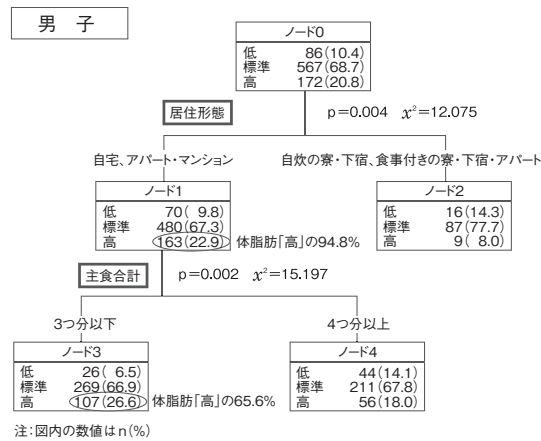 男 子
ノード0
低 86(10.4)
標準 567(68.7)
高 172(20.8)
居住形態 p=0.004 x²=12.075
自宅、アパート・マンション 自炊の寮・下宿、食事付きの寮・下宿・アパート
ノード1
低 70( 9.8)
標準 480(67.3)
高 163(22.9) 体脂肪「高」の94.8%
ノード2
低 16(14.3)
標準 87(77.7)
高 9( 8.0)
主食合計 p=0.002 x²=15.197
3つ分以下 4つ分以上
ノード3
低 26( 6.5)
標準 269(66.9)
高 107(26.6) 体脂肪「高」の65.6%
ノード4
低 44(14.1)
標準 211(67.8)
高 56(18.0)
注:図内の数値はn(%)